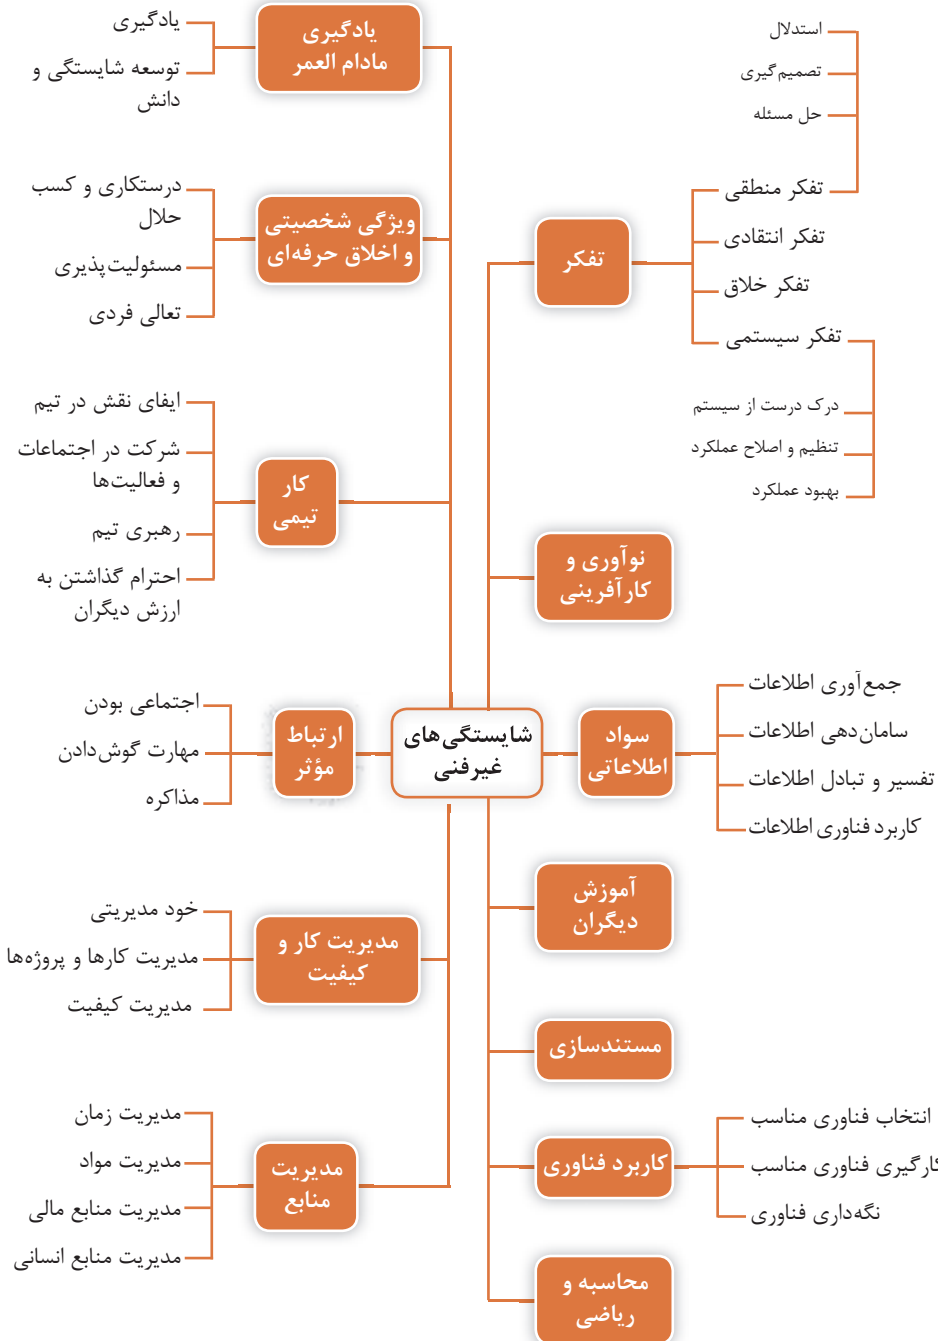 شایستگی‌های
غیرفنی
تفکر
تفکر منطقی
استدلال
تصمیم‌گیری
حل مسئله
تفکر انتقادی
تفکر خلاق
تفکر سیستمی
درک درست از سیستم
تنظیم و اصلاح عملکرد
بهبود عملکرد
نوآوری و
کارآفرینی
سواد
اطلاعاتی
جمع‌آوری اطلاعات
سامان‌دهی اطلاعات
تفسیر و تبادل اطلاعات
کاربرد فناوری اطلاعات
آموزش
دیگران
مستندسازی
کاربرد فناوری
انتخاب فناوری مناسب
کارگیری فناوری مناسب
نگه‌داری فناوری
محاسبه و
ریاضی
یادگیری
مادام العمر
یادگیری
توسعه شایستگی و
دانش
ویژگی شخصیتی
و اخلاق حرفه‌ای
درستکاری و کسب
حلال
مسئولیت‌پذیری
تعالی فردی
کار
تیمی
ایفای نقش در تیم
شرکت در اجتماعات
و فعالیت‌ها
رهبری تیم
احترام گذاشتن به
ارزش دیگران
ارتباط
مؤثر
اجتماعی بودن
مهارت گوش‌دادن
مذاکره
مدیریت کار و
کیفیت
خود مدیریتی
مدیریت کارها و پروژه‌ها
مدیریت کیفیت
مدیریت
منابع
مدیریت زمان
مدیریت مواد
مدیریت منابع مالی
مدیریت منابع انسانی